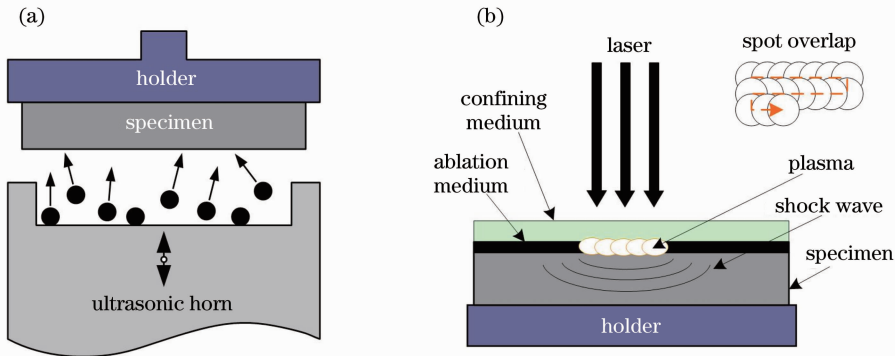 (a)
holder
specimen
ultrasonic horn
(b)
laser
spot overlap
confining
medium
ablation
medium
plasma
shock wave
specimen
holder